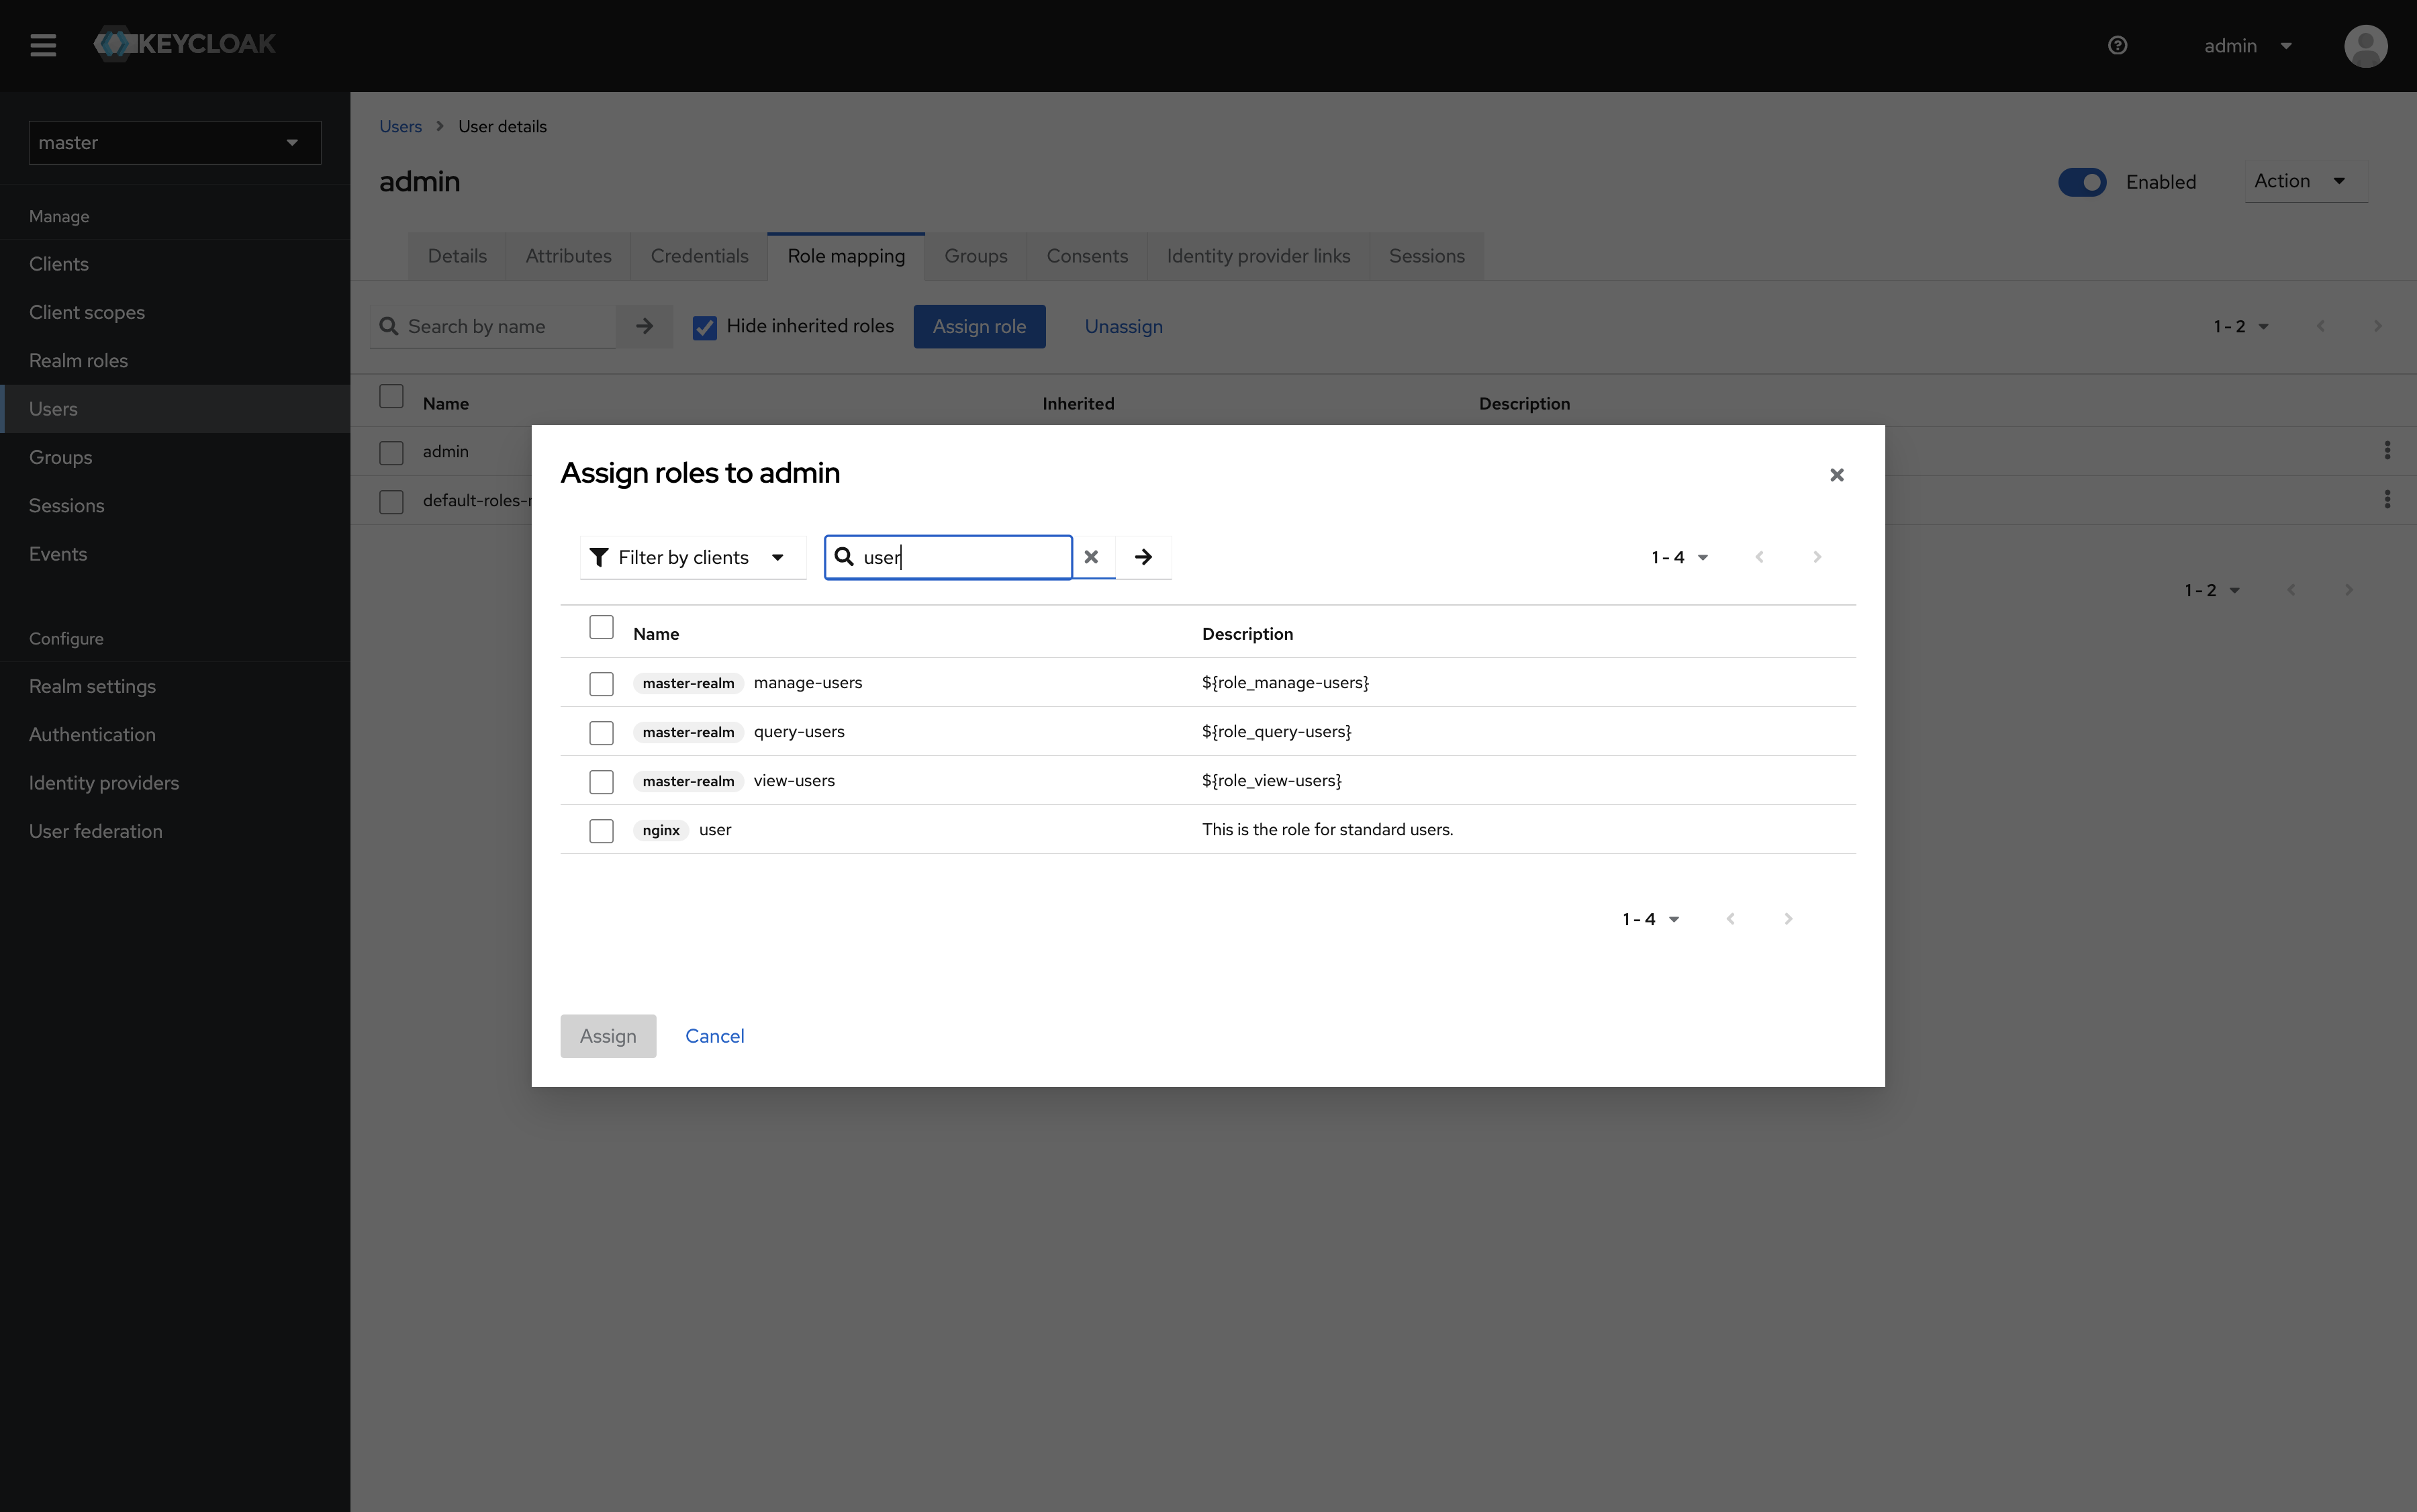 KEYCLOAK
admin
master
Manage
Clients
Client scopes
Realm roles
Users
Groups
Sessions
Events
Configure
Realm settings
Authentication
Identity providers
User federation
Users > User details
admin
Enabled
Action
Details Attributes Credentials Role mapping Groups Consents Identity provider links Sessions
Search by name Hide inherited roles Assign role Unassign 1 - 2
Name Inherited Description
admin
default-roles-
1 - 2
Assign roles to admin
Filter by clients user 1 - 4
Name Description
master-realm manage-users ${role_manage-users}
master-realm query-users ${role_query-users}
master-realm view-users ${role_view-users}
nginx user This is the role for standard users.
1 - 4
Assign Cancel